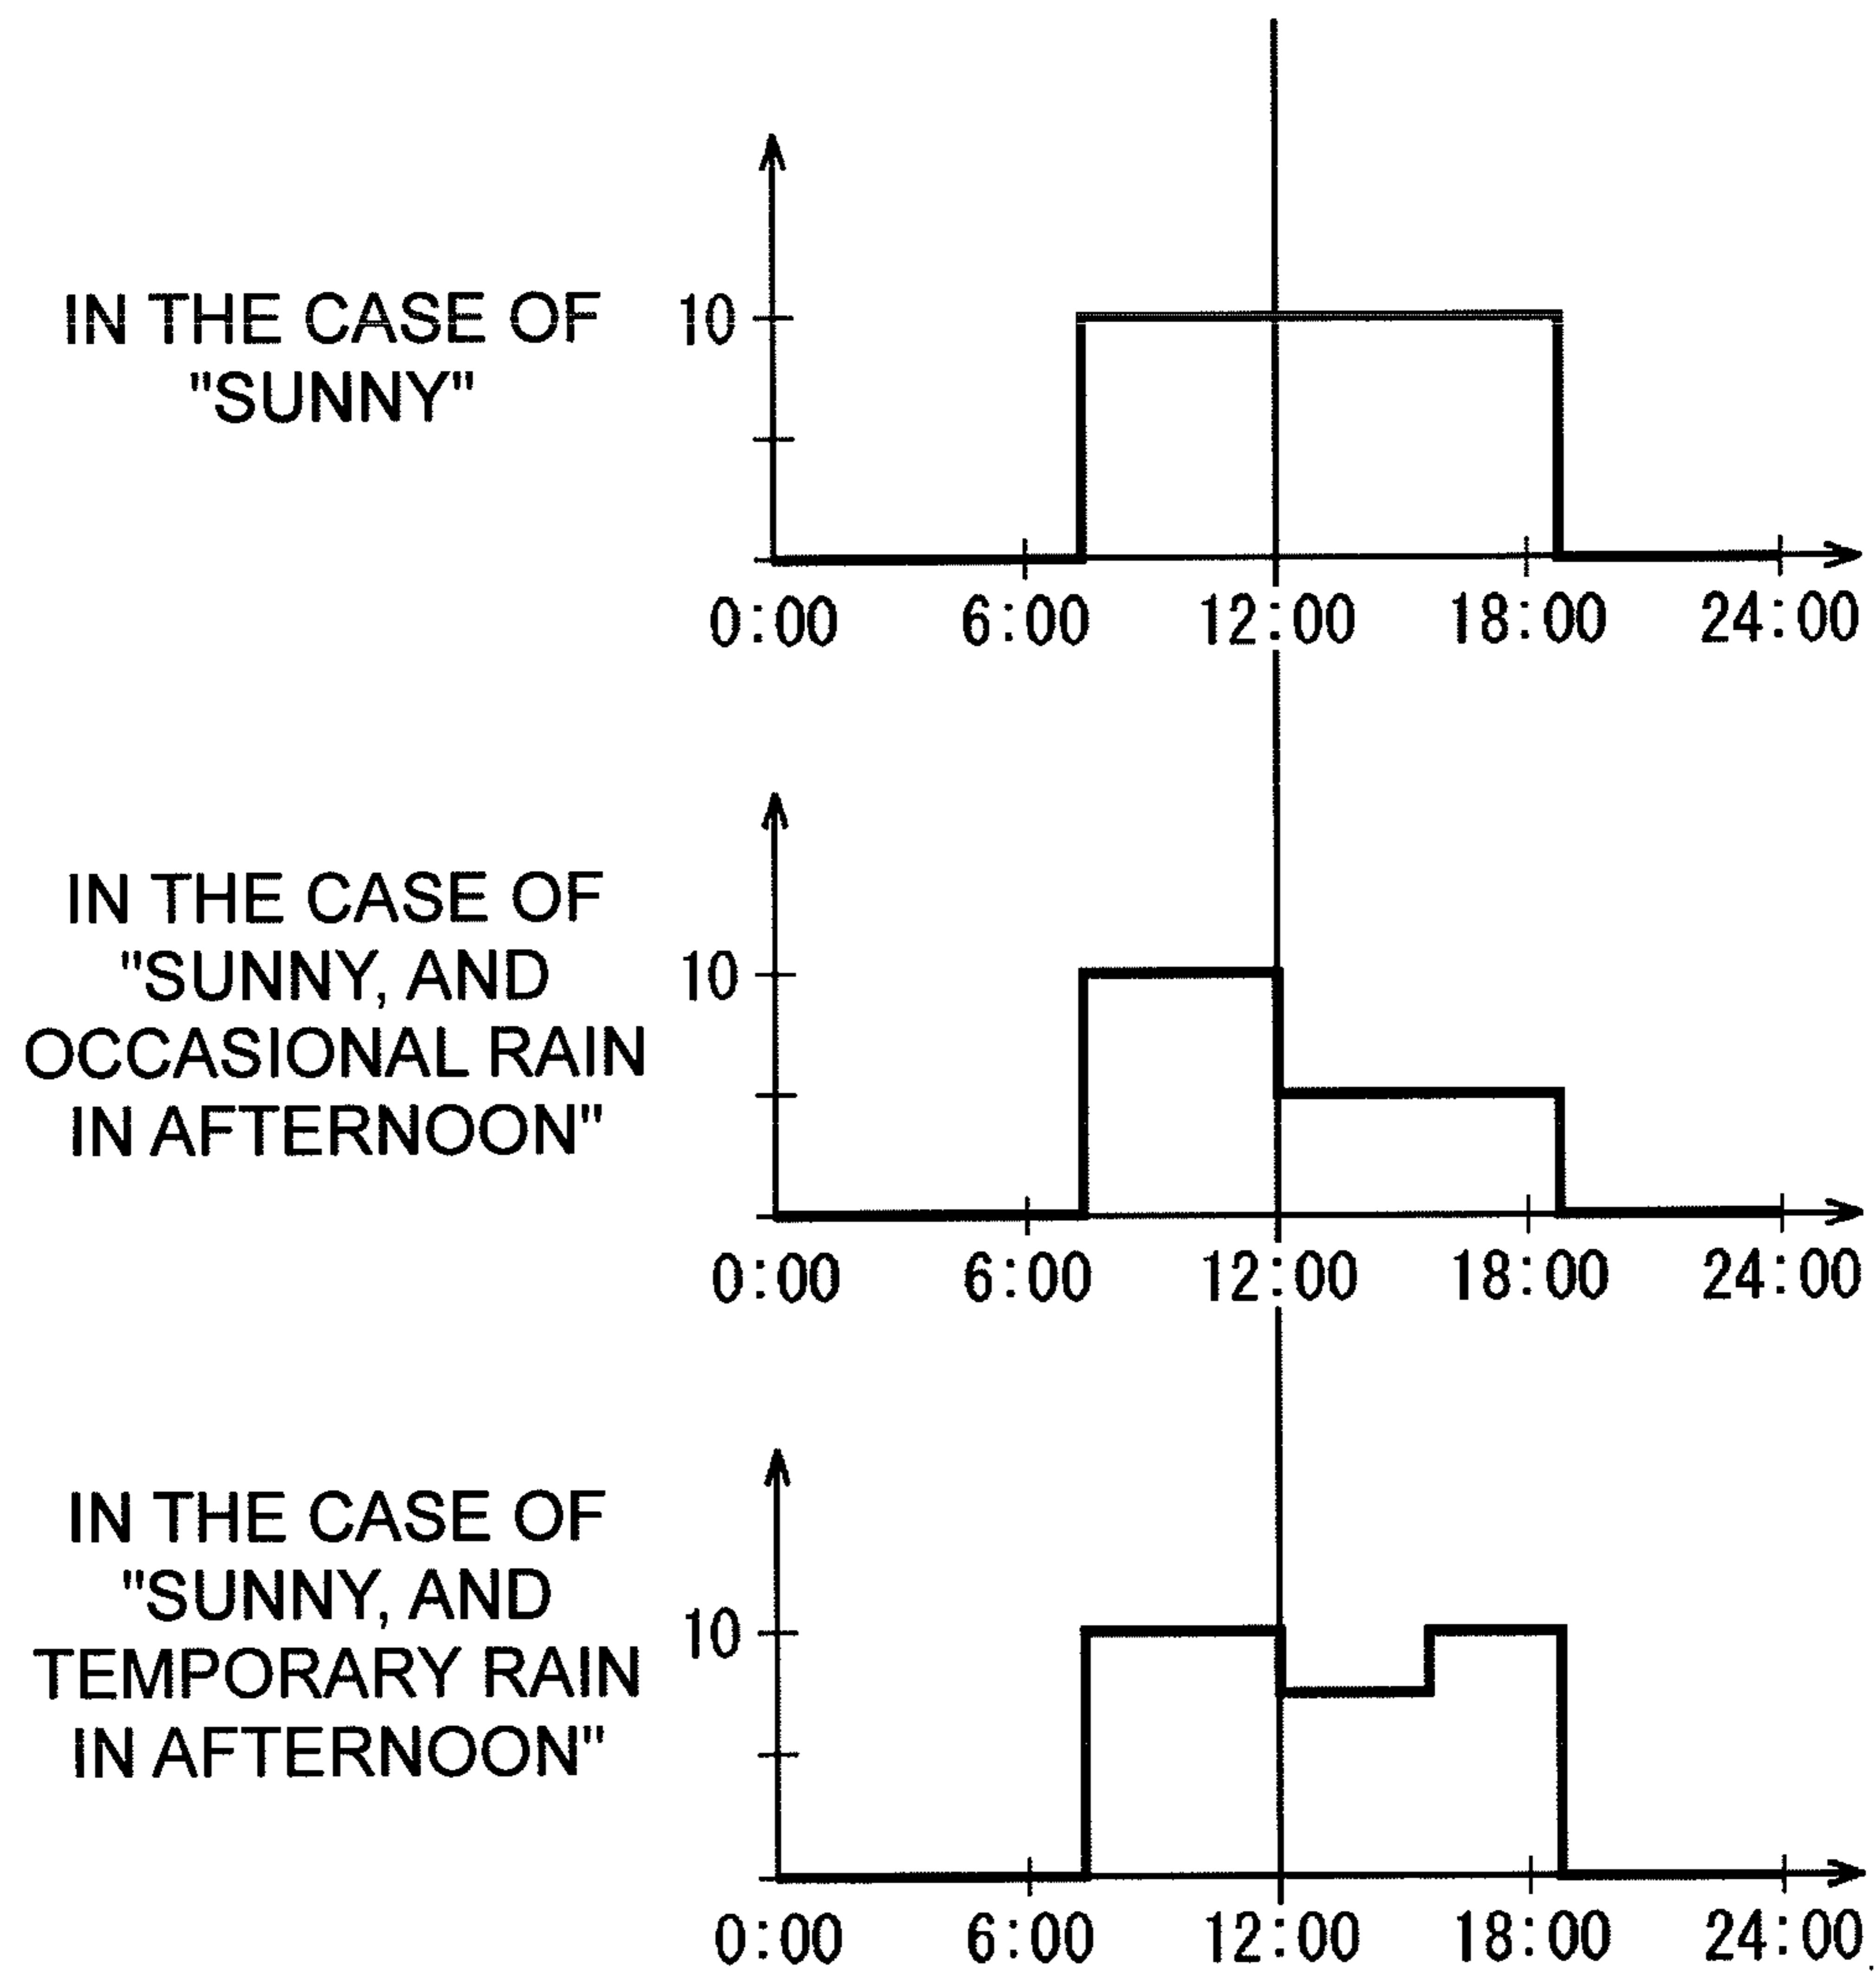 IN THE CASE OF
"SUNNY"
10
0:00 6:00 12:00 18:00 24:00
IN THE CASE OF
"SUNNY, AND
OCCASIONAL RAIN
IN AFTERNOON"
10
0:00 6:00 12:00 18:00 24:00
IN THE CASE OF
"SUNNY, AND
TEMPORARY RAIN
IN AFTERNOON"
10
0:00 6:00 12:00 18:00 24:00